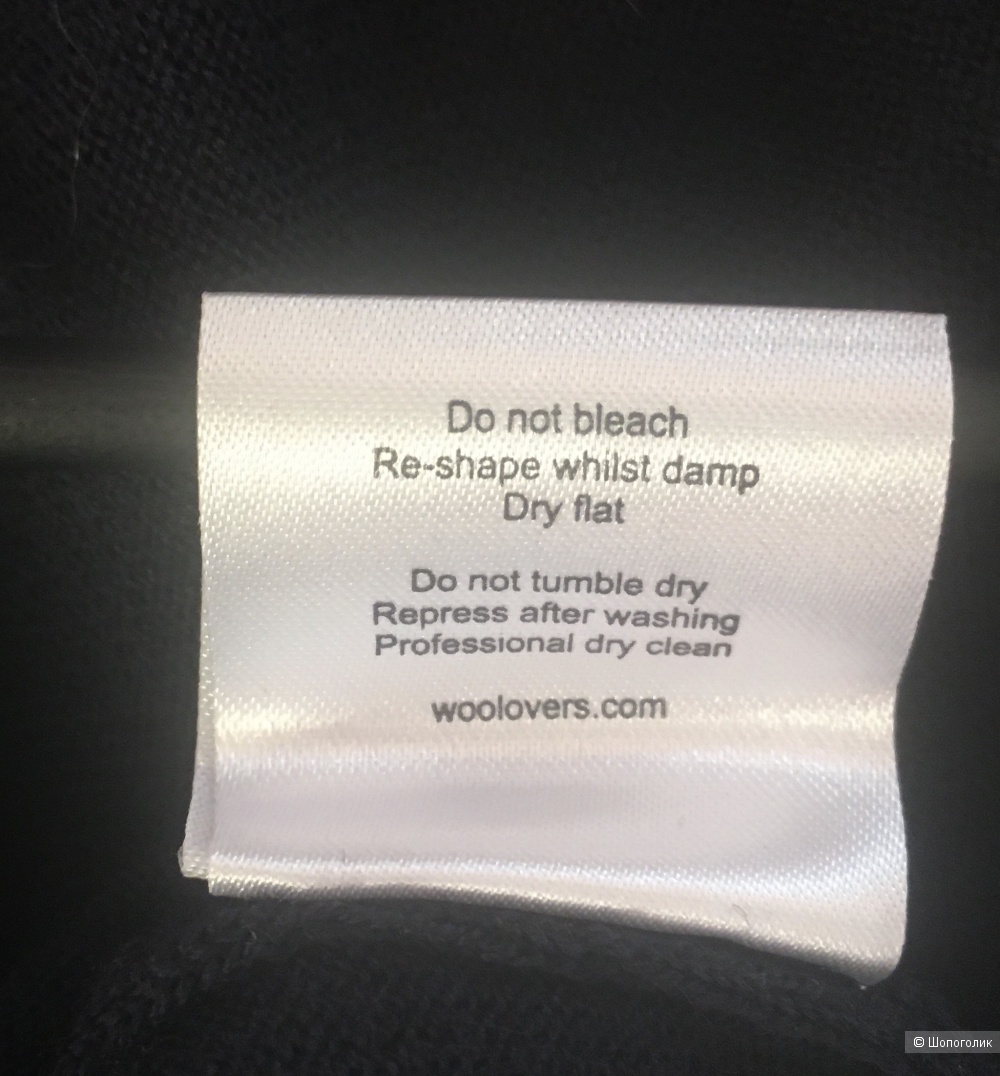 Do not bleach
Re-shape whilst damp
Dry flat
Do not tumble dry
Repress after washing
Professional dry clean
woolovers.com
© Шопоголик